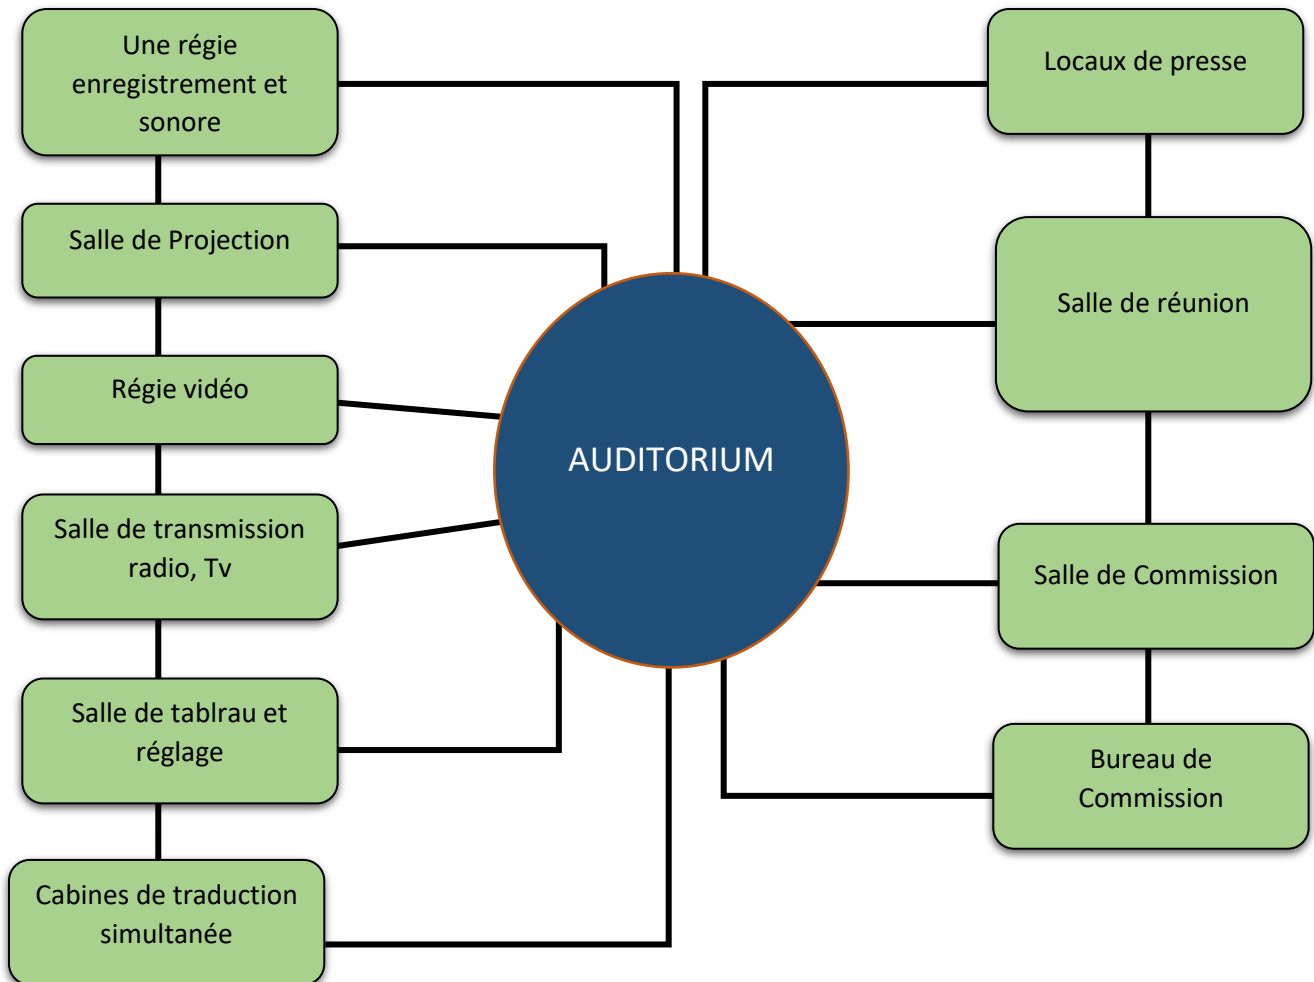 Une régie
enregistrement et
sonore
Salle de Projection
Régie vidéo
Salle de transmission
radio, Tv
Salle de tablrau et
réglage
Cabines de traduction
simultanée
AUDITORIUM
Locaux de presse
Salle de réunion
Salle de Commission
Bureau de
Commission